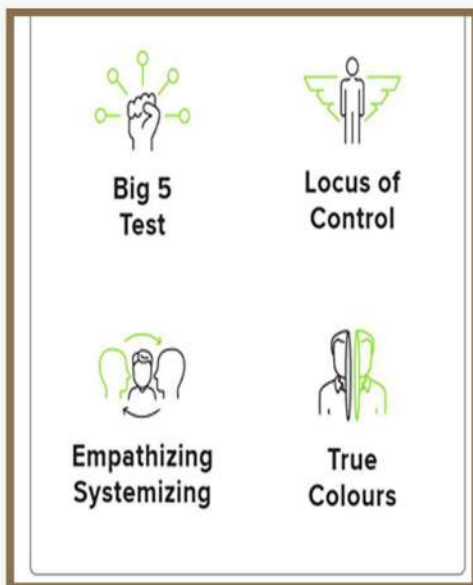 Big 5
Test
Locus of
Control
Empathizing
Systemizing
True
Colours